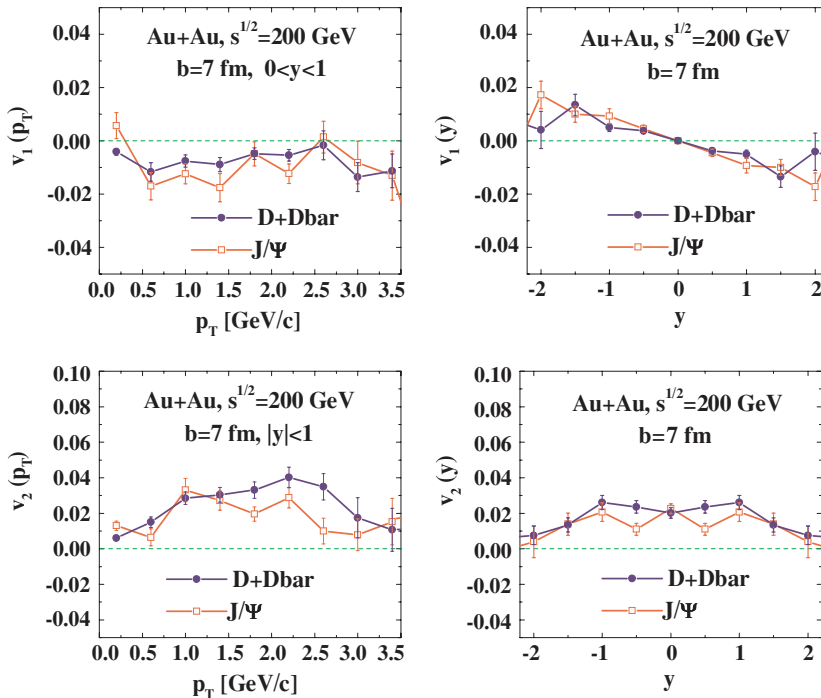 0.04
0.02
0.00
-0.02
-0.04
v₁ (p_T)
Au+Au, s^1/2=200 GeV
b=7 fm, 0<y<1
D+Dbar
J/Ψ
0.0 0.5 1.0 1.5 2.0 2.5 3.0 3.5
p_T [GeV/c]
0.04
0.02
0.00
-0.02
-0.04
v₁ (y)
Au+Au, s^1/2=200 GeV
b=7 fm
D+Dbar
J/Ψ
-2 -1 0 1 2
y
0.10
0.08
0.06
0.04
0.02
0.00
-0.02
-0.04
v₂ (p_T)
Au+Au, s^1/2=200 GeV
b=7 fm, |y|<1
D+Dbar
J/Ψ
0.0 0.5 1.0 1.5 2.0 2.5 3.0 3.5
p_T [GeV/c]
0.10
0.08
0.06
0.04
0.02
0.00
-0.02
-0.04
v₂ (y)
Au+Au, s^1/2=200 GeV
b=7 fm
D+Dbar
J/Ψ
-2 -1 0 1 2
y